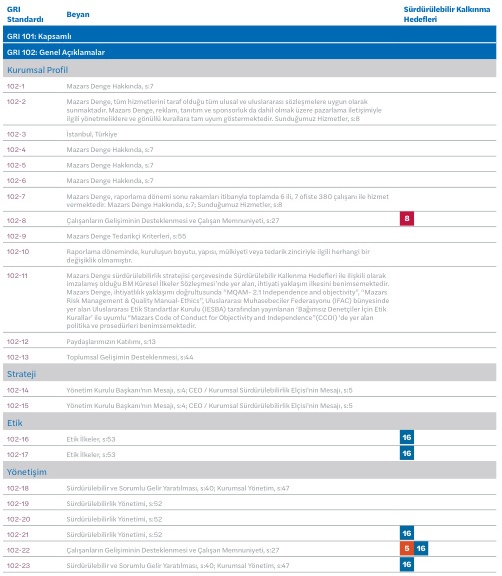 GRI Standardı Beyan Sürdürülebilir Kalkınma Hedefleri
GRI 101: Kapsamlı
GRI 102: Genel Açıklamalar
Kurumsal Profil
102-1 Mazars Denge Hakkında, s:7
102-2 Mazars Denge, tüm hizmetlerini taraf olduğu tüm ulusal ve uluslararası sözleşmelere uygun olarak
sunmaktadır. Mazars Denge, reklam, tanıtım ve sponsorluk da dahil olmak üzere pazarlama iletişimiyle
ilgili yönetmeliklere ve gönüllü kurallara tam uyum göstermektedir. Sunduğumuz Hizmetler, s:8
102-3 İstanbul, Türkiye
102-4 Mazars Denge Hakkında, s:7
102-5 Mazars Denge Hakkında, s:7
102-6 Mazars Denge Hakkında, s:7
102-7 Mazars Denge, raporlama dönemi sonu rakamları itibarıyla toplamda 6 ili, 7 ofiste 380 çalışanı ile hizmet
vermektedir. Mazars Denge Hakkında, s:7; Sunduğumuz Hizmetler, s:8
102-8 Çalışanların Gelişiminin Desteklenmesi ve Çalışan Memnuniyeti, s:27 8
102-9 Mazars Denge Tedarikçi Kriterleri, s:55
102-10 Raporlama döneminde, kuruluşun boyutu, yapısı, mülkiyeti veya tedarik zinciriyle ilgili herhangi bir
değişiklik olmamıştır.
102-11 Mazars Denge sürdürülebilirlik stratejisi çerçevesinde Sürdürülebilir Kalkınma Hedefleri ile ilişkili olarak
imzalamış olduğu BM Küresel İlkeler Sözleşmesi'nde yer alan, ihtiyatı yaklaşım ilkesini benimsemektedir.
Mazars Denge, ihtiyatlılık yaklaşım doğrultusunda "MQAM- 2.1 Independence and objectivity", "Mazars
Risk Management & Quality Manual-Ethics", Uluslararası Muhasebeciler Federasyonu (IFAC) bünyesinde
yer alan Uluslararası Etik Standartlar Kurulu (IESBA) tarafından yayınlanan 'Bağımsız Denetçiler İçin Etik
Kurallar' ile uyumlu "Mazars Code of Conduct for Objectivity and Independence"(CCOI) 'de yer alan
politika ve prosedürleri benimsemektedir.
102-12 Paydaşlarımızın Katılımı, s:13
102-13 Toplumsal Gelişimin Desteklenmesi, s:44
Strateji
102-14 Yönetim Kurulu Başkanı'nın Mesajı, s:4; CEO / Kurumsal Sürdürülebilirlik Elçisi'nin Mesajı, s:5
102-15 Yönetim Kurulu Başkanı'nın Mesajı, s:4; CEO / Kurumsal Sürdürülebilirlik Elçisi'nin Mesajı, s:5
Etik
102-16 Etik İlkeler, s:53 16
102-17 Etik İlkeler, s:53 16
Yönetişim
102-18 Sürdürülebilir ve Sorumlu Gelir Yaratılması, s:40; Kurumsal Yönetim, s:47
102-19 Sürdürülebilirlik Yönetimi, s:52
102-20 Sürdürülebilirlik Yönetimi, s:52
102-21 Sürdürülebilirlik Yönetimi, s:52 16
102-22 Çalışanların Gelişiminin Desteklenmesi ve Çalışan Memnuniyeti, s:27 5 16
102-23 Sürdürülebilir ve Sorumlu Gelir Yaratılması, s:40; Kurumsal Yönetim, s:47 16